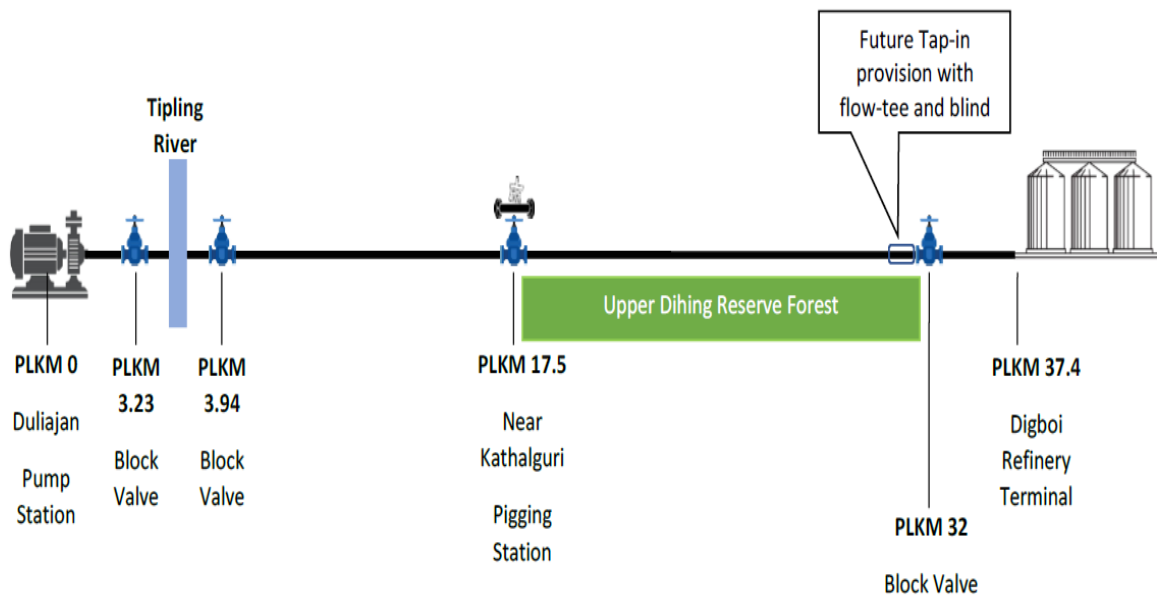 Future Tap-in
provision with
flow-tee and blind
Tipling
River
Upper Dihing Reserve Forest
PLKM 0
Duliajan
Pump
Station
PLKM
3.23
Block
Valve
PLKM
3.94
Block
Valve
PLKM 17.5
Near
Kathalguri
Pigging
Station
PLKM 32
Block Valve
PLKM 37.4
Digboi
Refinery
Terminal